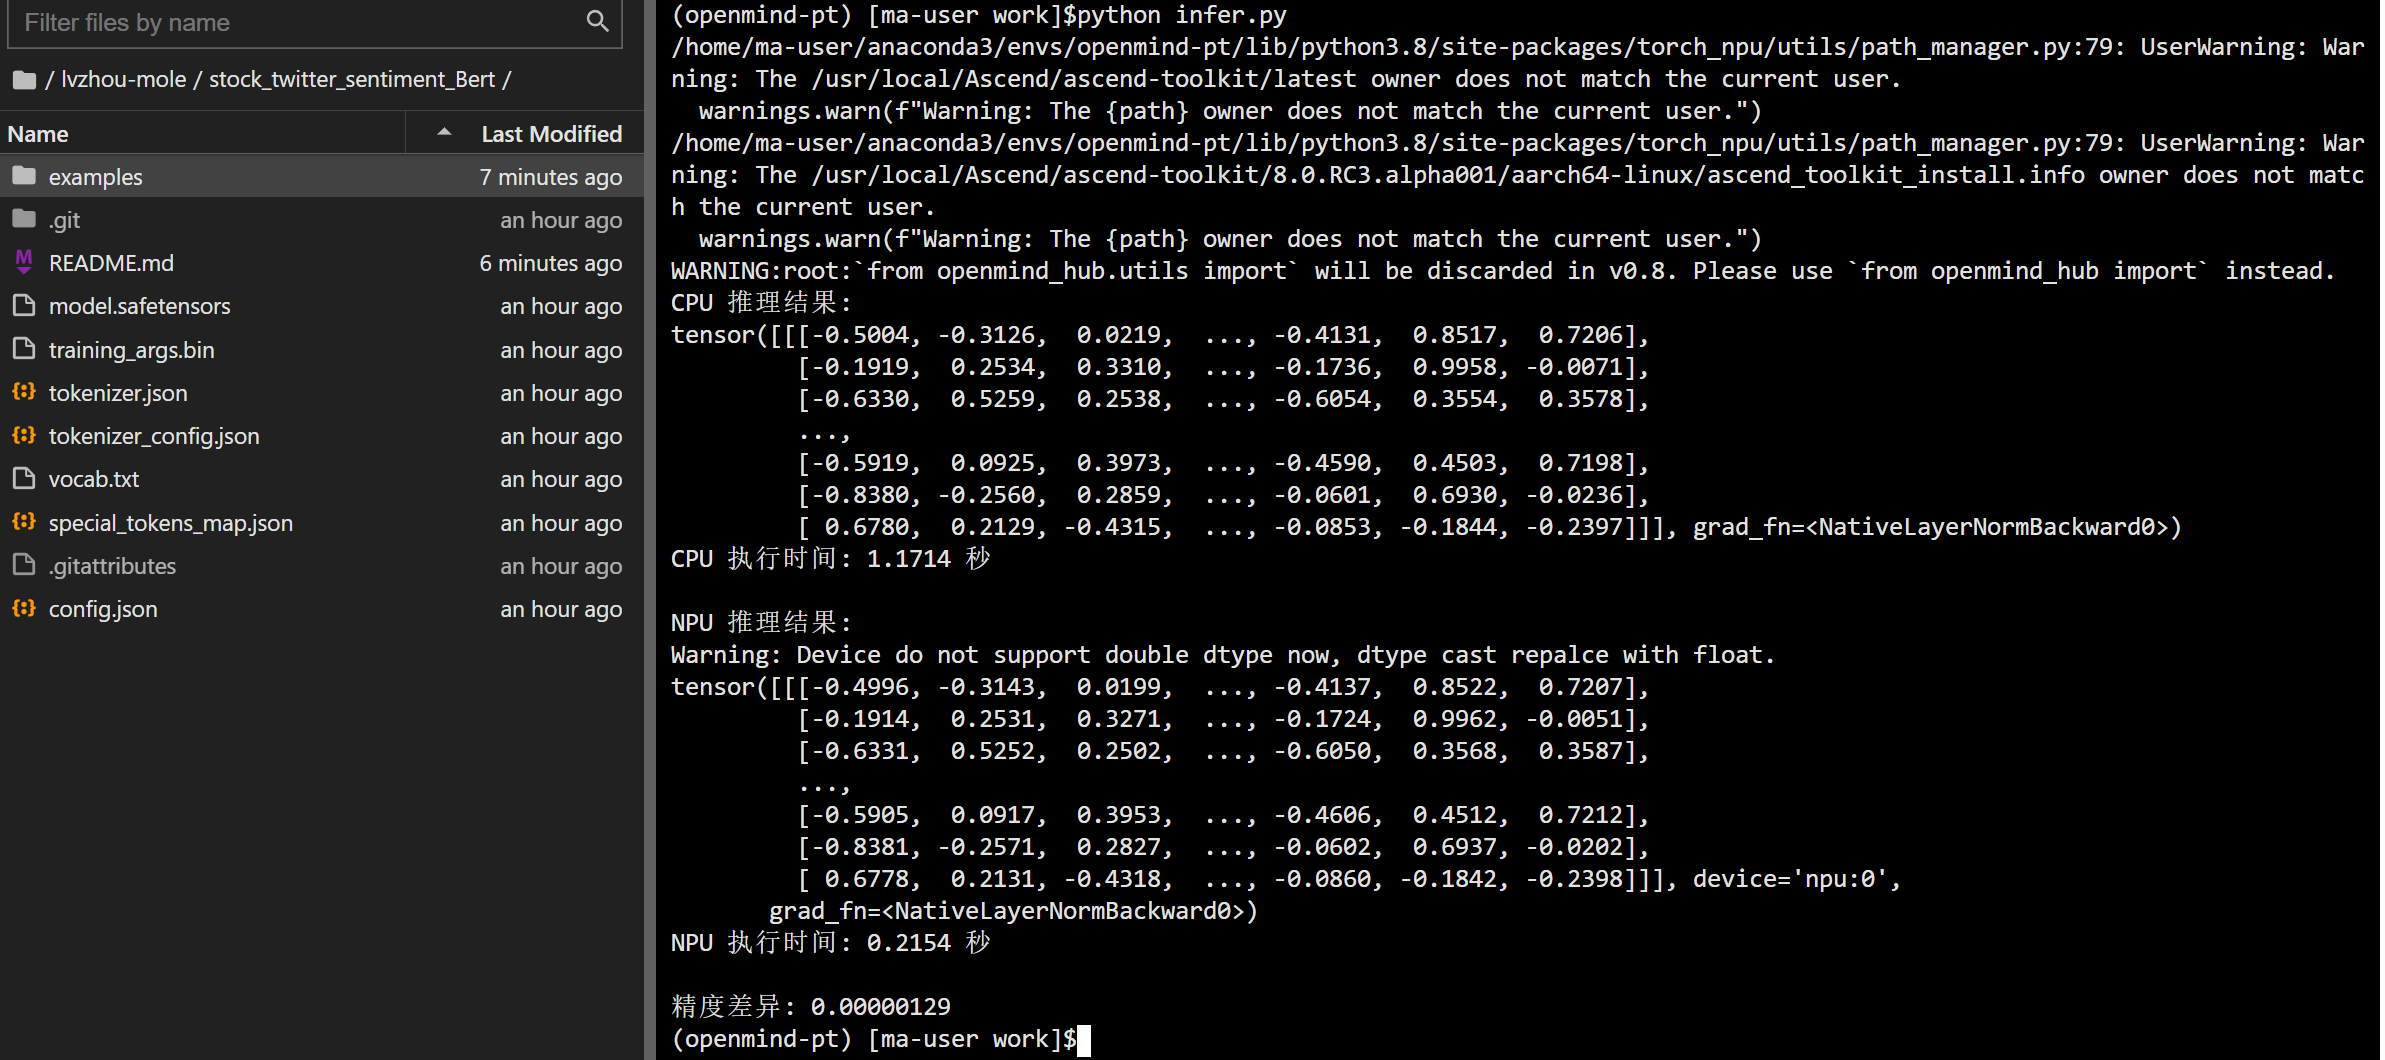 Filter files by name
/ lvzhou-mole / stock_twitter_sentiment_Bert /
Name Last Modified
examples 7 minutes ago
.git an hour ago
README.md 6 minutes ago
model.safetensors an hour ago
training_args.bin an hour ago
tokenizer.json an hour ago
tokenizer_config.json an hour ago
vocab.txt an hour ago
special_tokens_map.json an hour ago
.gitattributes an hour ago
config.json an hour ago
(openmind-pt) [ma-user work]$python infer.py
/home/ma-user/anaconda3/envs/openmind-pt/lib/python3.8/site-packages/torch_npu/utils/path_manager.py:79: UserWarning: War
ning: The /usr/local/Ascend/ascend-toolkit/latest owner does not match the current user.
  warnings.warn(f"Warning: The {path} owner does not match the current user.")
/home/ma-user/anaconda3/envs/openmind-pt/lib/python3.8/site-packages/torch_npu/utils/path_manager.py:79: UserWarning: War
ning: The /usr/local/Ascend/ascend-toolkit/8.0.RC3.alpha001/aarch64-linux/ascend_toolkit_install.info owner does not matc
h the current user.
  warnings.warn(f"Warning: The {path} owner does not match the current user.")
WARNING:root:`from openmind_hub.utils import` will be discarded in v0.8. Please use `from openmind_hub import` instead.
CPU 推理结果:
tensor([[[-0.5004, -0.3126,  0.0219,  ..., -0.4131,  0.8517,  0.7206],
         [-0.1919,  0.2534,  0.3310,  ..., -0.1736,  0.9958, -0.0071],
         [-0.6330,  0.5259,  0.2538,  ..., -0.6054,  0.3554,  0.3578],
         ...,
         [-0.5919,  0.0925,  0.3973,  ..., -0.4590,  0.4503,  0.7198],
         [-0.8380, -0.2560,  0.2859,  ..., -0.0601,  0.6930, -0.0236],
         [ 0.6780,  0.2129, -0.4315,  ..., -0.0853, -0.1844, -0.2397]]], grad_fn=<NativeLayerNormBackward0>)
CPU 执行时间: 1.1714 秒
NPU 推理结果:
Warning: Device do not support double dtype now, dtype cast repalce with float.
tensor([[[-0.4996, -0.3143,  0.0199,  ..., -0.4137,  0.8522,  0.7207],
         [-0.1914,  0.2531,  0.3271,  ..., -0.1724,  0.9962, -0.0051],
         [-0.6331,  0.5252,  0.2502,  ..., -0.6050,  0.3568,  0.3587],
         ...,
         [-0.5905,  0.0917,  0.3953,  ..., -0.4606,  0.4512,  0.7212],
         [-0.8381, -0.2571,  0.2827,  ..., -0.0602,  0.6937, -0.0202],
         [ 0.6778,  0.2131, -0.4318,  ..., -0.0860, -0.1842, -0.2398]]], device='npu:0',
       grad_fn=<NativeLayerNormBackward0>)
NPU 执行时间: 0.2154 秒
精度差异: 0.00000129
(openmind-pt) [ma-user work]$